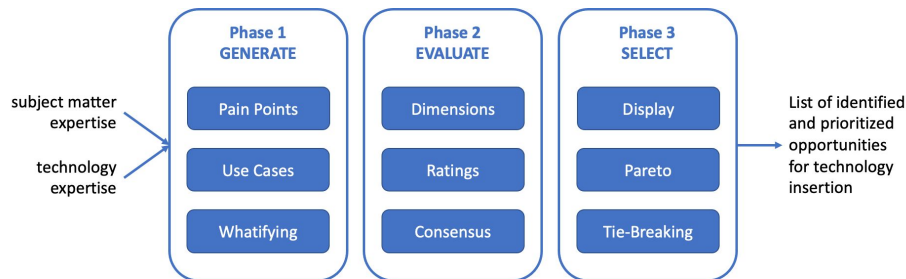 subject matter
expertise
technology
expertise
Phase 1
GENERATE
Pain Points
Use Cases
Whatifying
Phase 2
EVALUATE
Dimensions
Ratings
Consensus
Phase 3
SELECT
Display
Pareto
Tie-Breaking
List of identified
and prioritized
opportunities
for technology
insertion